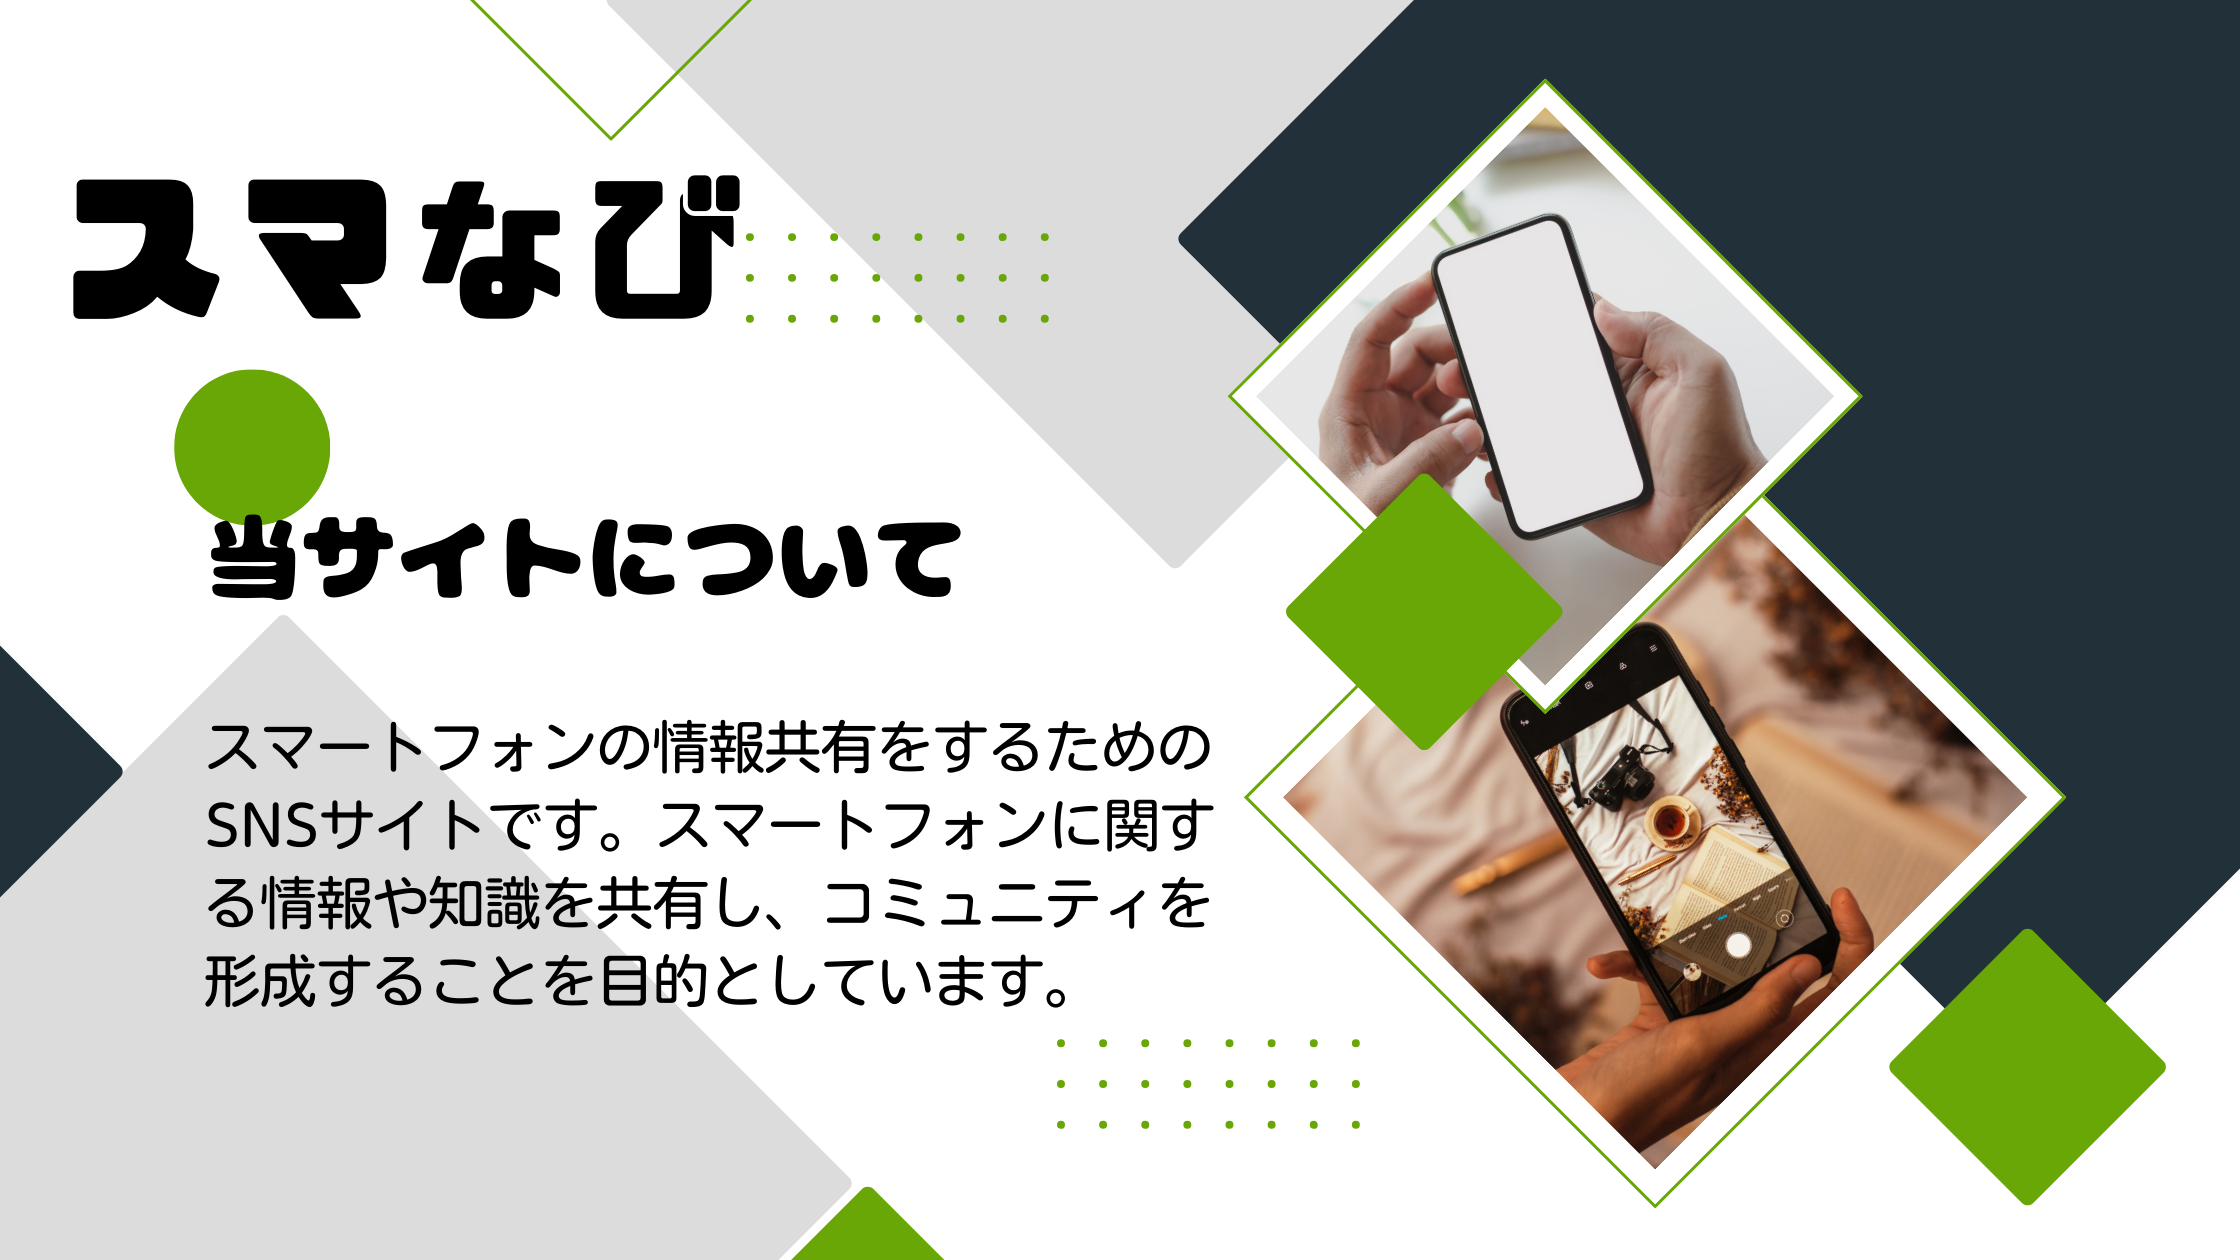 スマなび
当サイトについて
スマートフォンの情報共有をするための
SNSサイトです。スマートフォンに関す
る情報や知識を共有し、コミュニティを
形成することを目的としています。